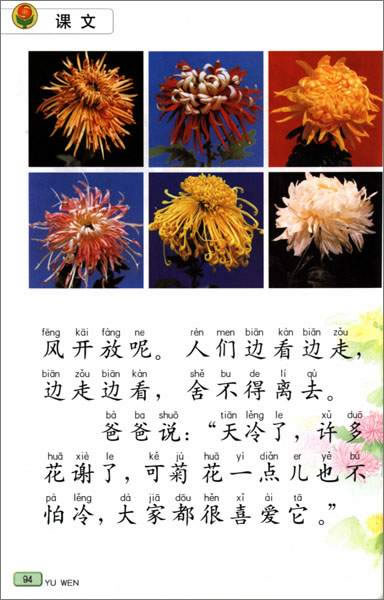 课文
fēng kāi fàng ne rén men biān kàn biān zǒu
风开放呢。人们边看边走，
biān zǒu biān kàn shě bu de lí qù
边走边看，舍不得离去。
bà ba shuō tiān lěng le xǔ duō
爸爸说：“天冷了，许多
huā xiè le kě jú huā yì diǎn er yě bú
花谢了，可菊花一点儿也不
pà lěng dà jiā dōu hěn xǐ ài tā
怕冷，大家都很喜爱它。”
94 YU WEN